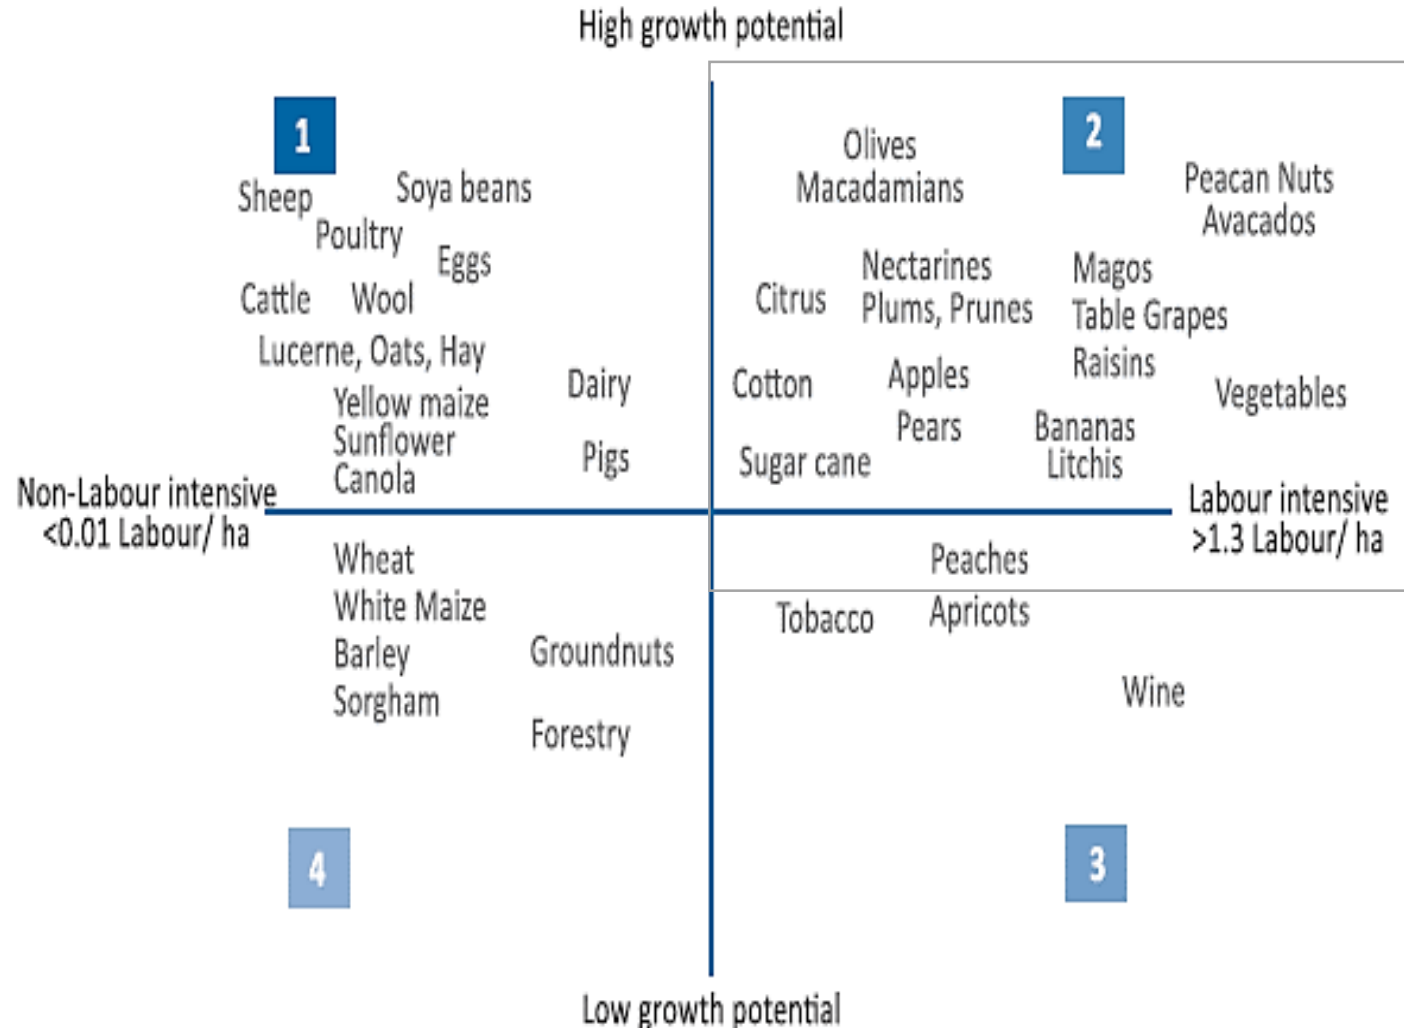 High growth potential
1
Sheep
Soya beans
Poultry
Eggs
Cattle
Wool
Lucerne, Oats, Hay
Yellow maize
Sunflower
Canola
Dairy
Pigs
2
Olives
Macadamians
Peacan Nuts
Avacados
Citrus
Nectarines
Plums, Prunes
Magos
Table Grapes
Raisins
Cotton
Apples
Pears
Vegetables
Sugar cane
Bananas
Litchis
Non-Labour intensive
<0.01 Labour/ ha
Labour intensive
>1.3 Labour/ ha
Wheat
White Maize
Barley
Sorgham
Groundnuts
Forestry
4
Peaches
Apricots
Tobacco
Wine
3
Low growth potential